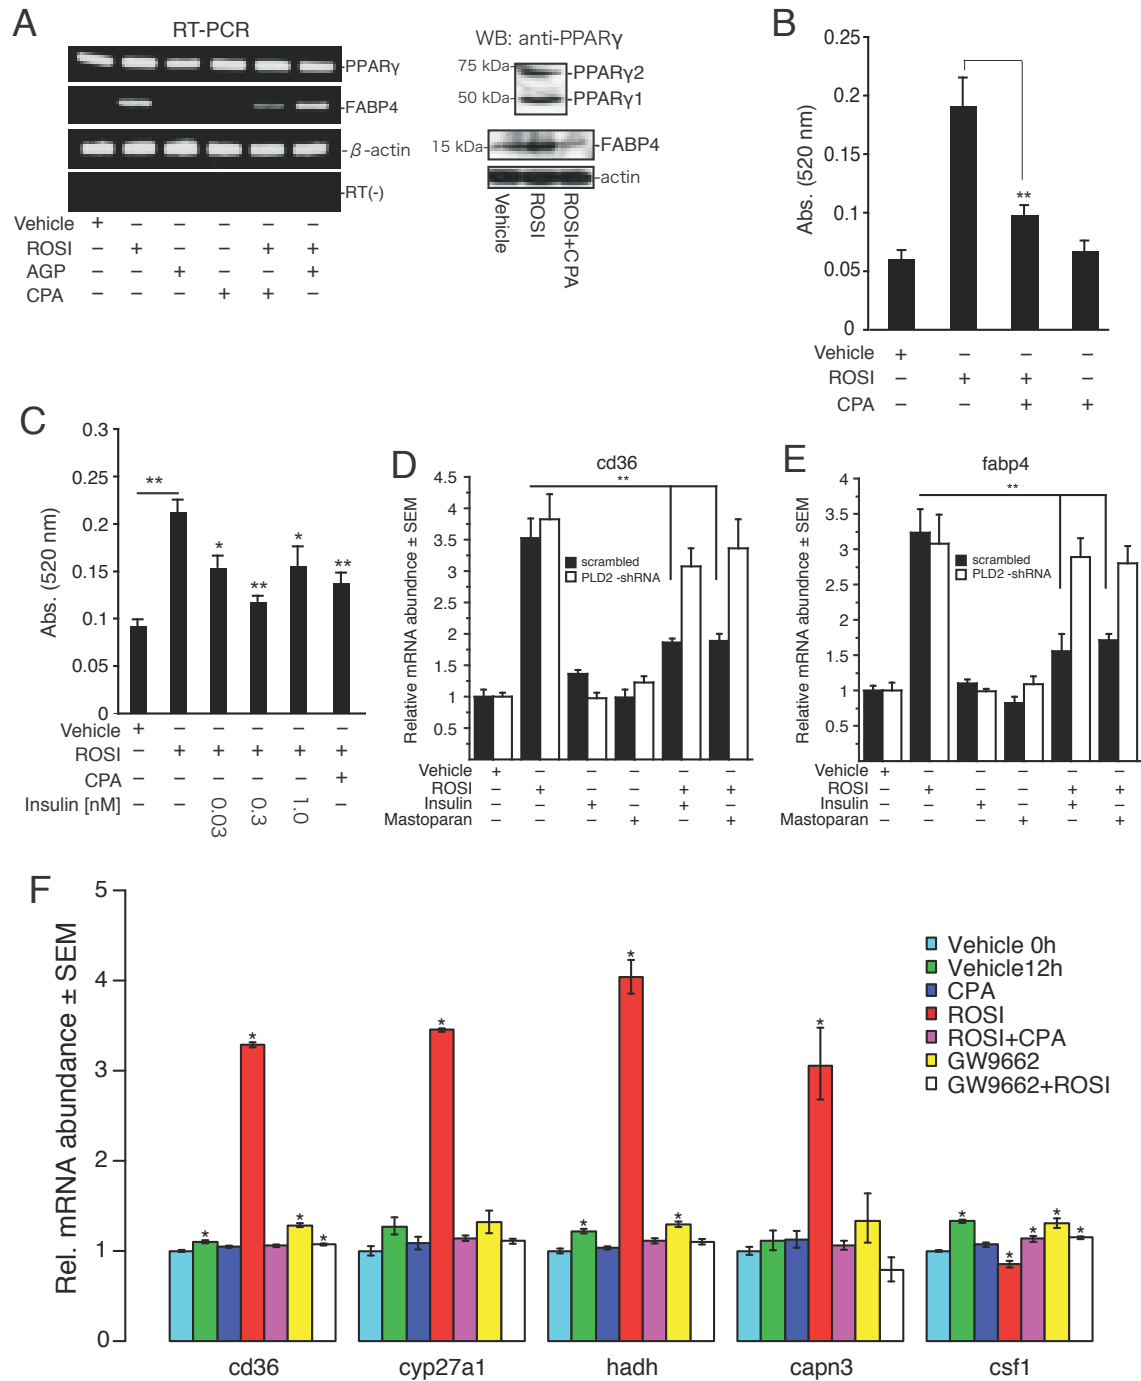 A
RT-PCR
-PPARγ
-FABP4
-β-actin
-RT(-)
Vehicle + − − − − −
ROSI − + − − + +
AGP − − + − − +
CPA − − − + + −
WB: anti-PPARγ
75 kDa-
-PPARγ2
50 kDa-
-PPARγ1
15 kDa-
-FABP4
-actin
Vehicle
ROSI
ROSI+CPA
B
Abs. (520 nm)
0.25
0.2
0.15
0.1
0.05
0
**
Vehicle + − − −
ROSI − + + −
CPA − − + +
C
Abs. (520 nm)
0.3
0.25
0.2
0.15
0.1
0.05
0
** * ** * **
Vehicle + − − − − −
ROSI − + + + + +
CPA − − − − − +
Insulin [nM] − − 0.03 0.3 1.0 −
D
cd36
Relative mRNA abundnce ± SEM
4.5
4
3.5
3
2.5
2
1.5
1
.5
**
scrambled
PLD2 -shRNA
Vehicle + − − − − −
ROSI − + − − + +
Insulin − − + − + −
Mastoparan − − − + − +
E
fabp4
Relative mRNA abundnce ± SEM
4
3.5
3
2.5
2
1.5
1
.5
**
scrambled
PLD2 -shRNA
Vehicle + − − − − −
ROSI − + − − + +
Insulin − − + − + −
Mastoparan − − − + − +
F
Rel. mRNA abundance ± SEM
5
4
3
2
1
0
* * * *
* * * * * * * * * * *
Vehicle 0h
Vehicle12h
CPA
ROSI
ROSI+CPA
GW9662
GW9662+ROSI
cd36 cyp27a1 hadh capn3 csf1